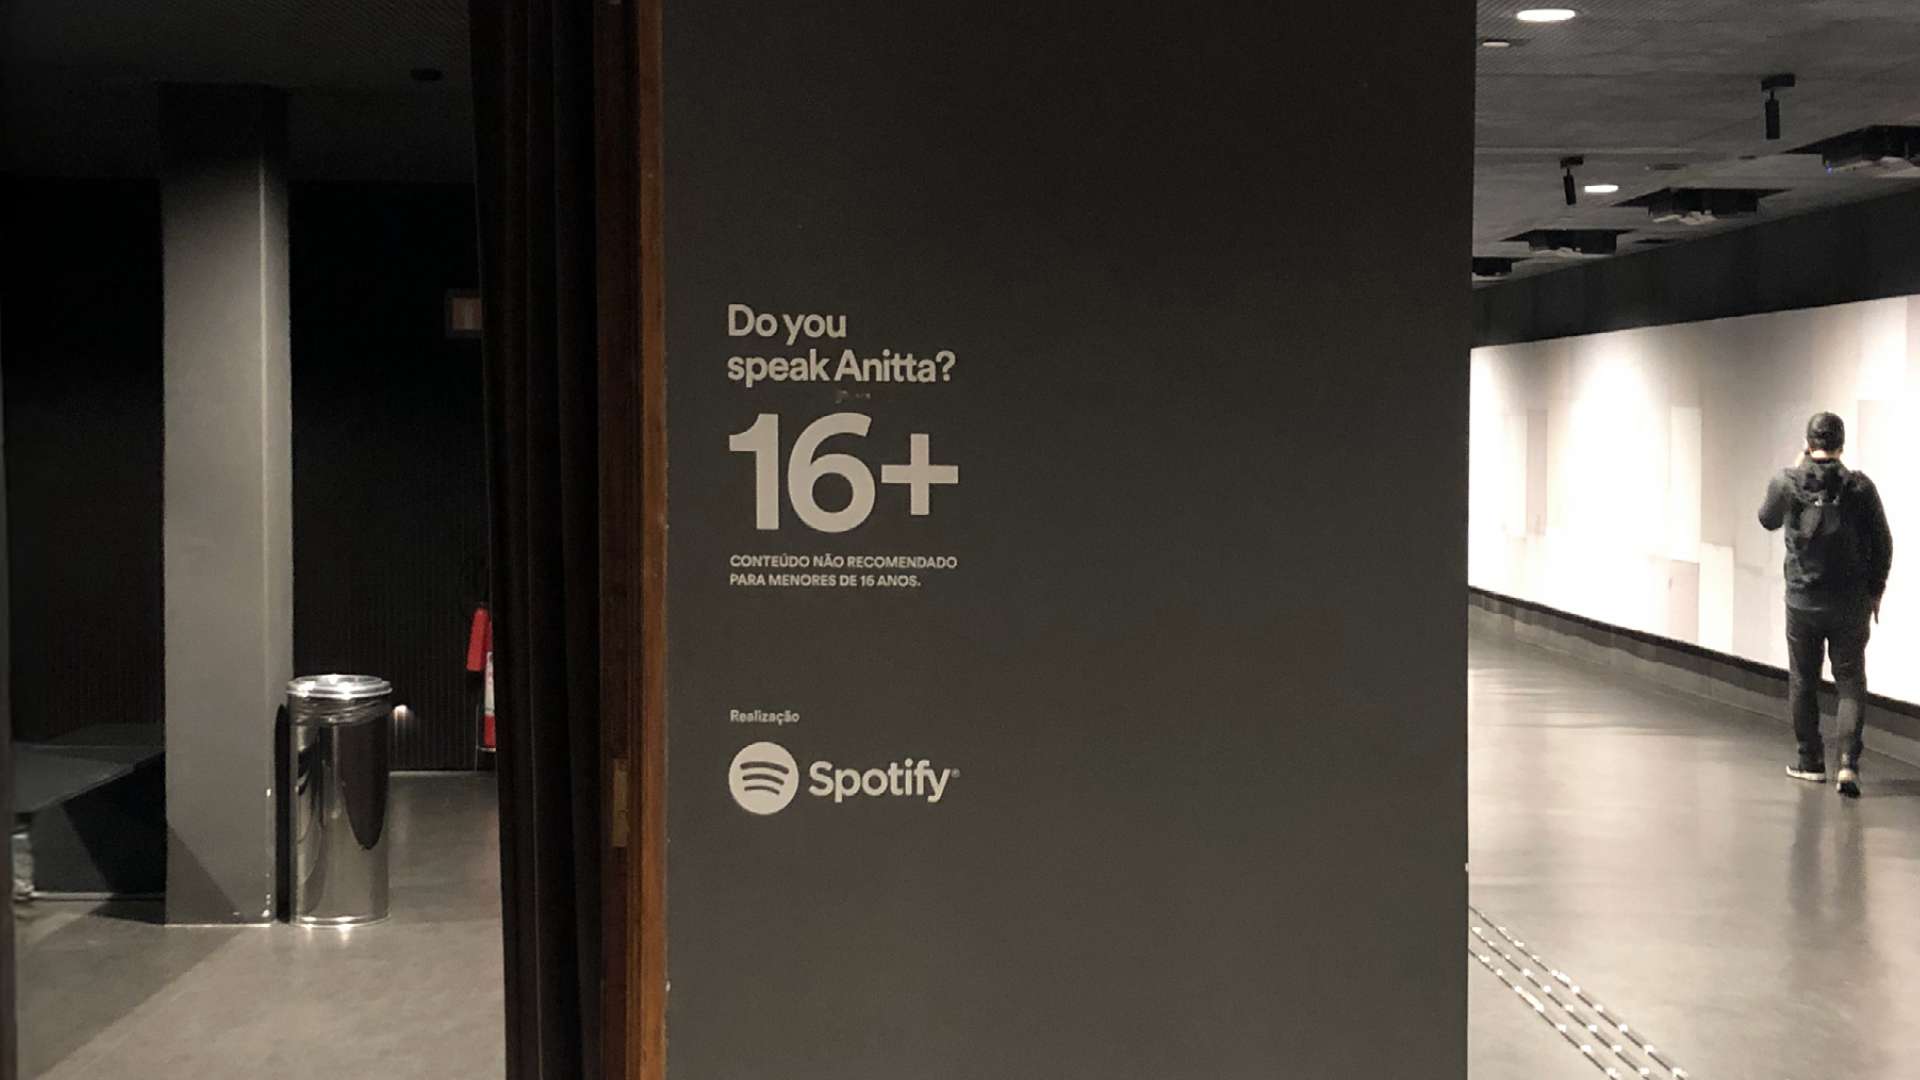 Do you
speak Anitta?
16+
CONTEÚDO NÃO RECOMENDADO
PARA MENORES DE 16 ANOS.
Realização
Spotify®